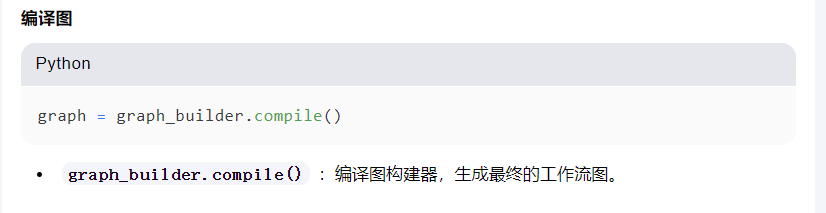 编译图
Python
graph = graph_builder.compile()
• graph_builder.compile() ：编译图构建器，生成最终的工作流图。